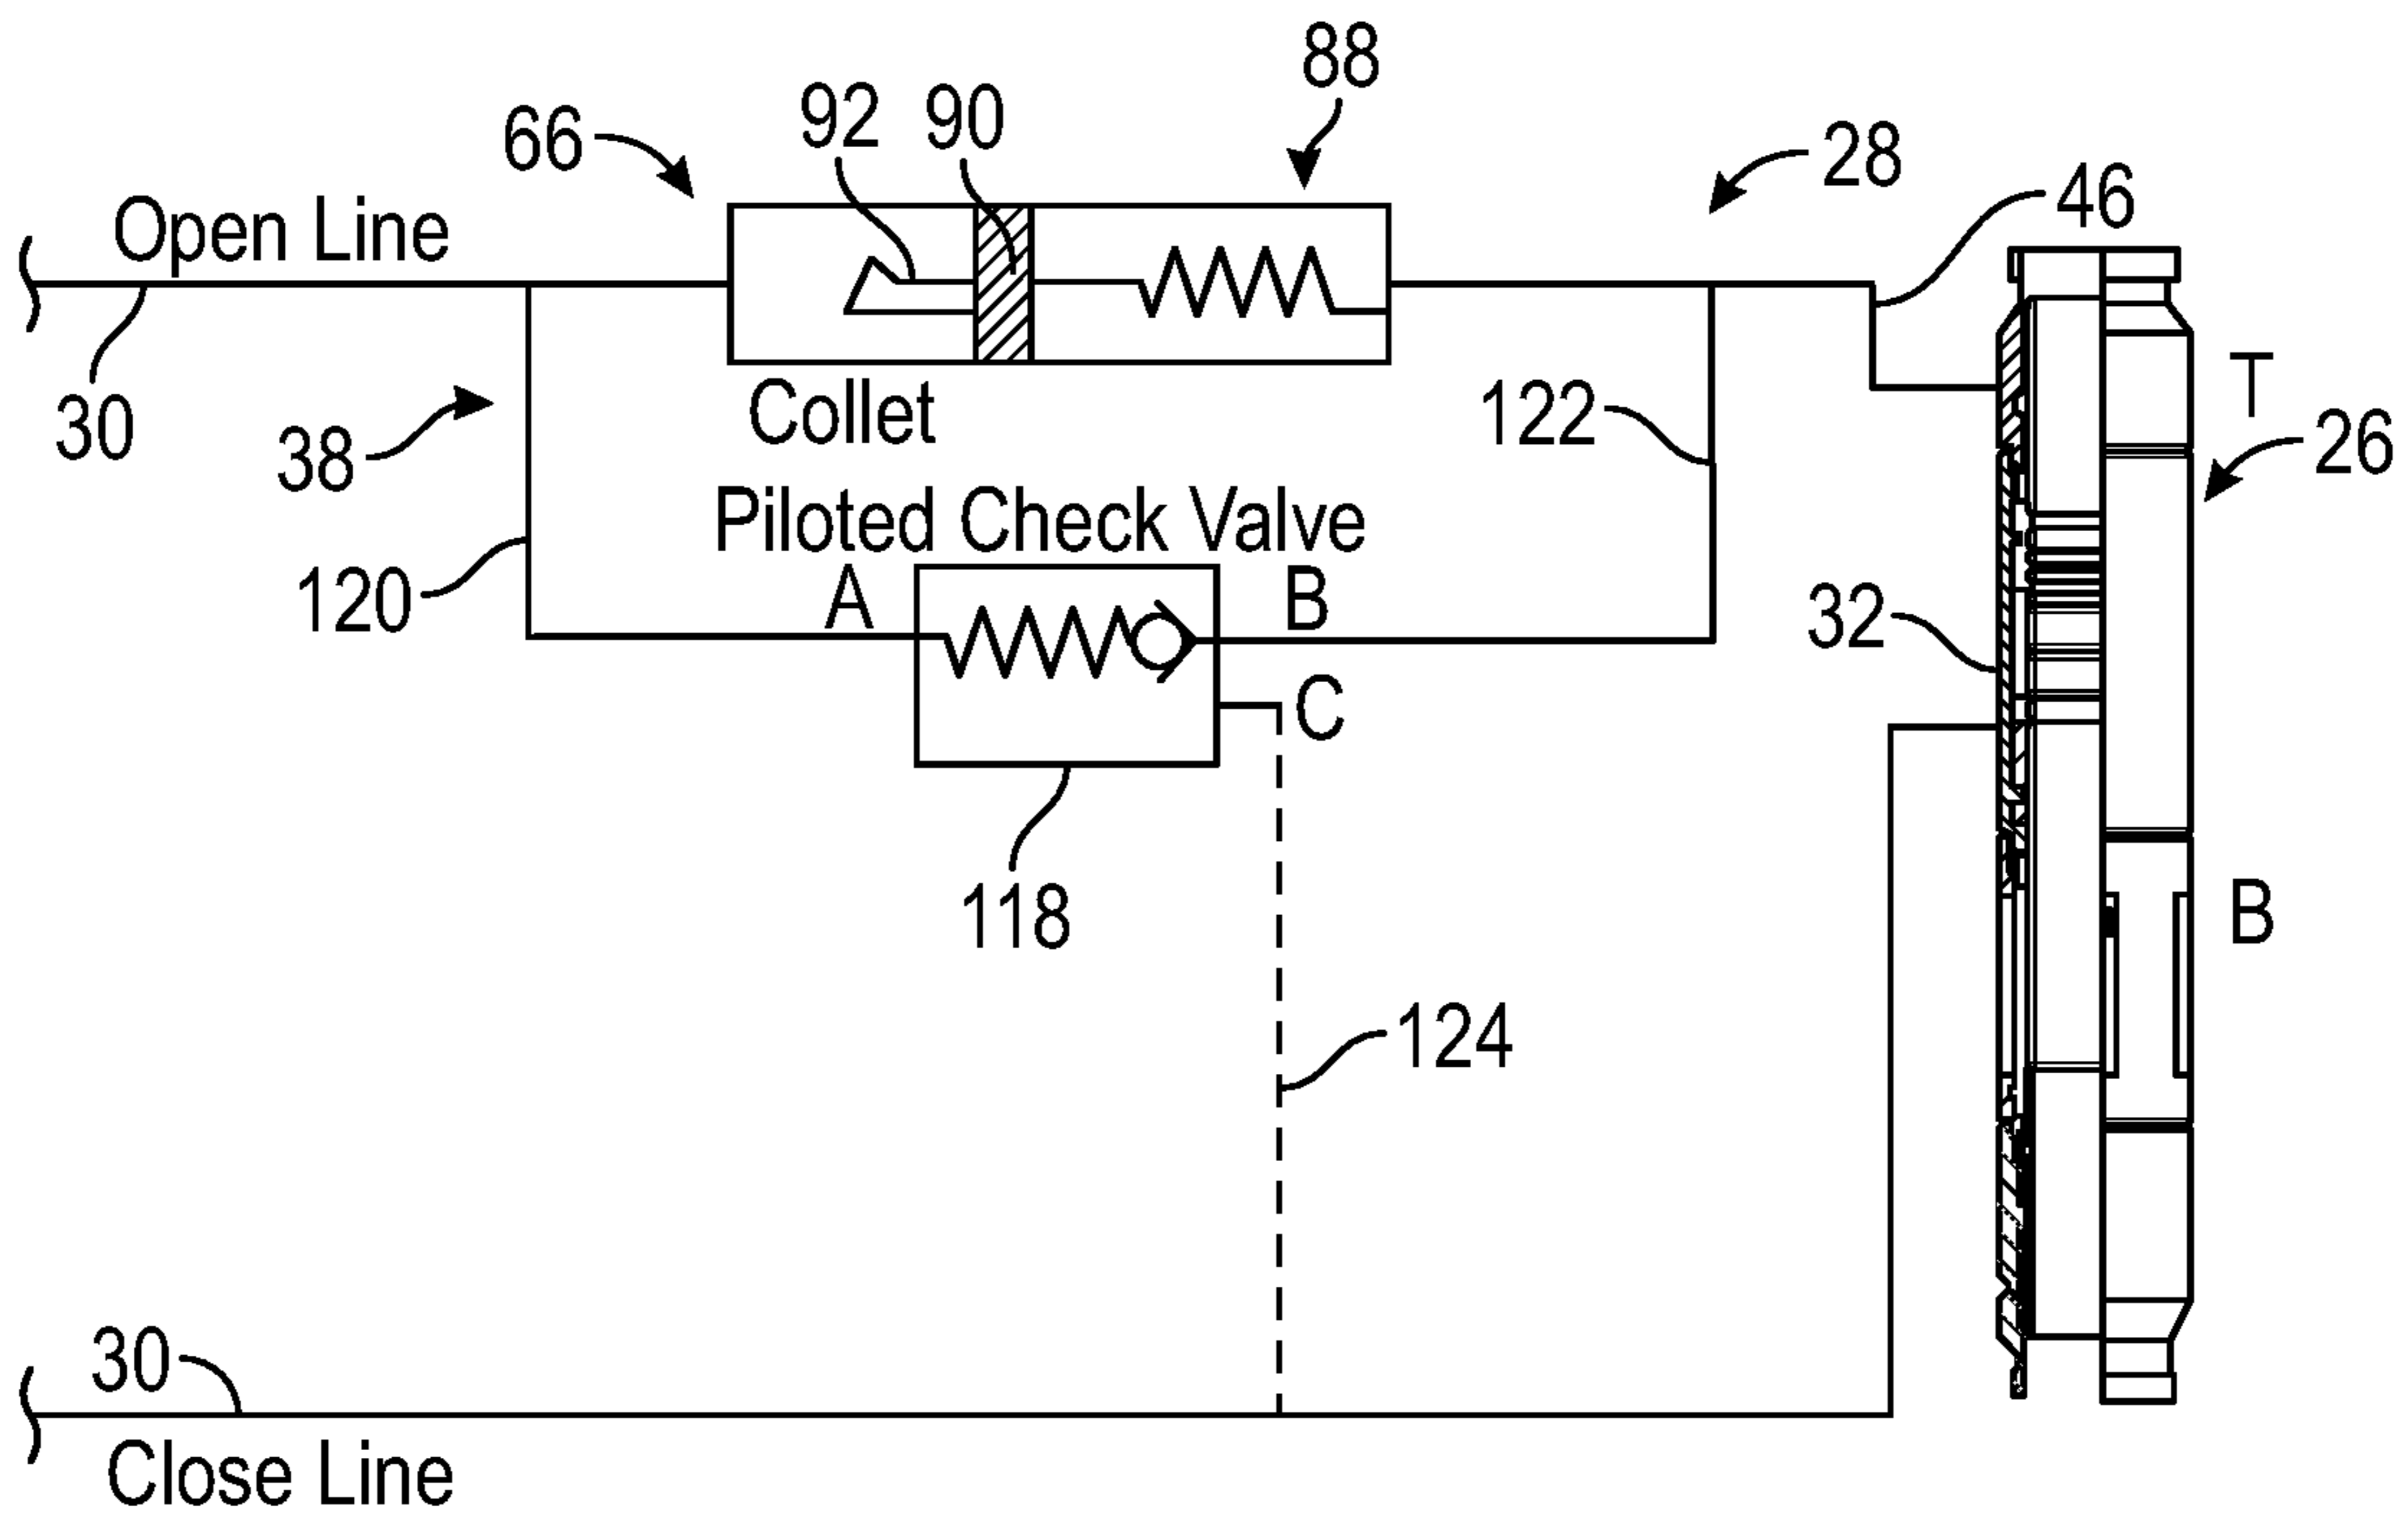 88
92 90
66
28
46
Open Line
T
30
Collet
122
38
26
Piloted Check Valve
A
B
120
32
C
118
B
124
30
Close Line